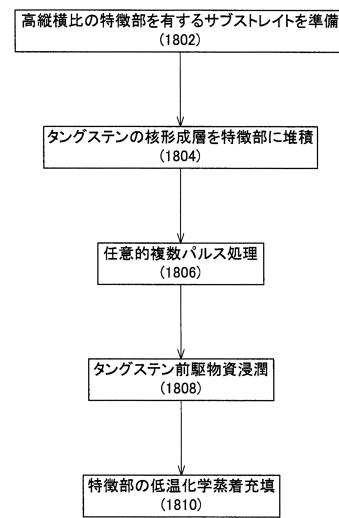 高縦横比の特徴部を有するサブストレイトを準備
(1802)
タングステンの核形成層を特徴部に堆積
(1804)
任意的複数パルス処理
(1806)
タングステン前駆物資浸潤
(1808)
特徴部の低温化学蒸着充填
(1810)